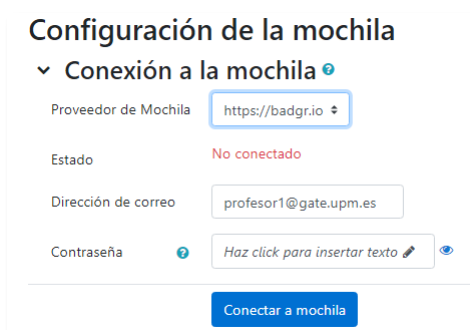 Configuración de la mochila
Conexión a la mochila
Proveedor de Mochila https://badgr.io
Estado No conectado
Dirección de correo profesor1@gate.upm.es
Contraseña Haz click para insertar texto
Conectar a mochila